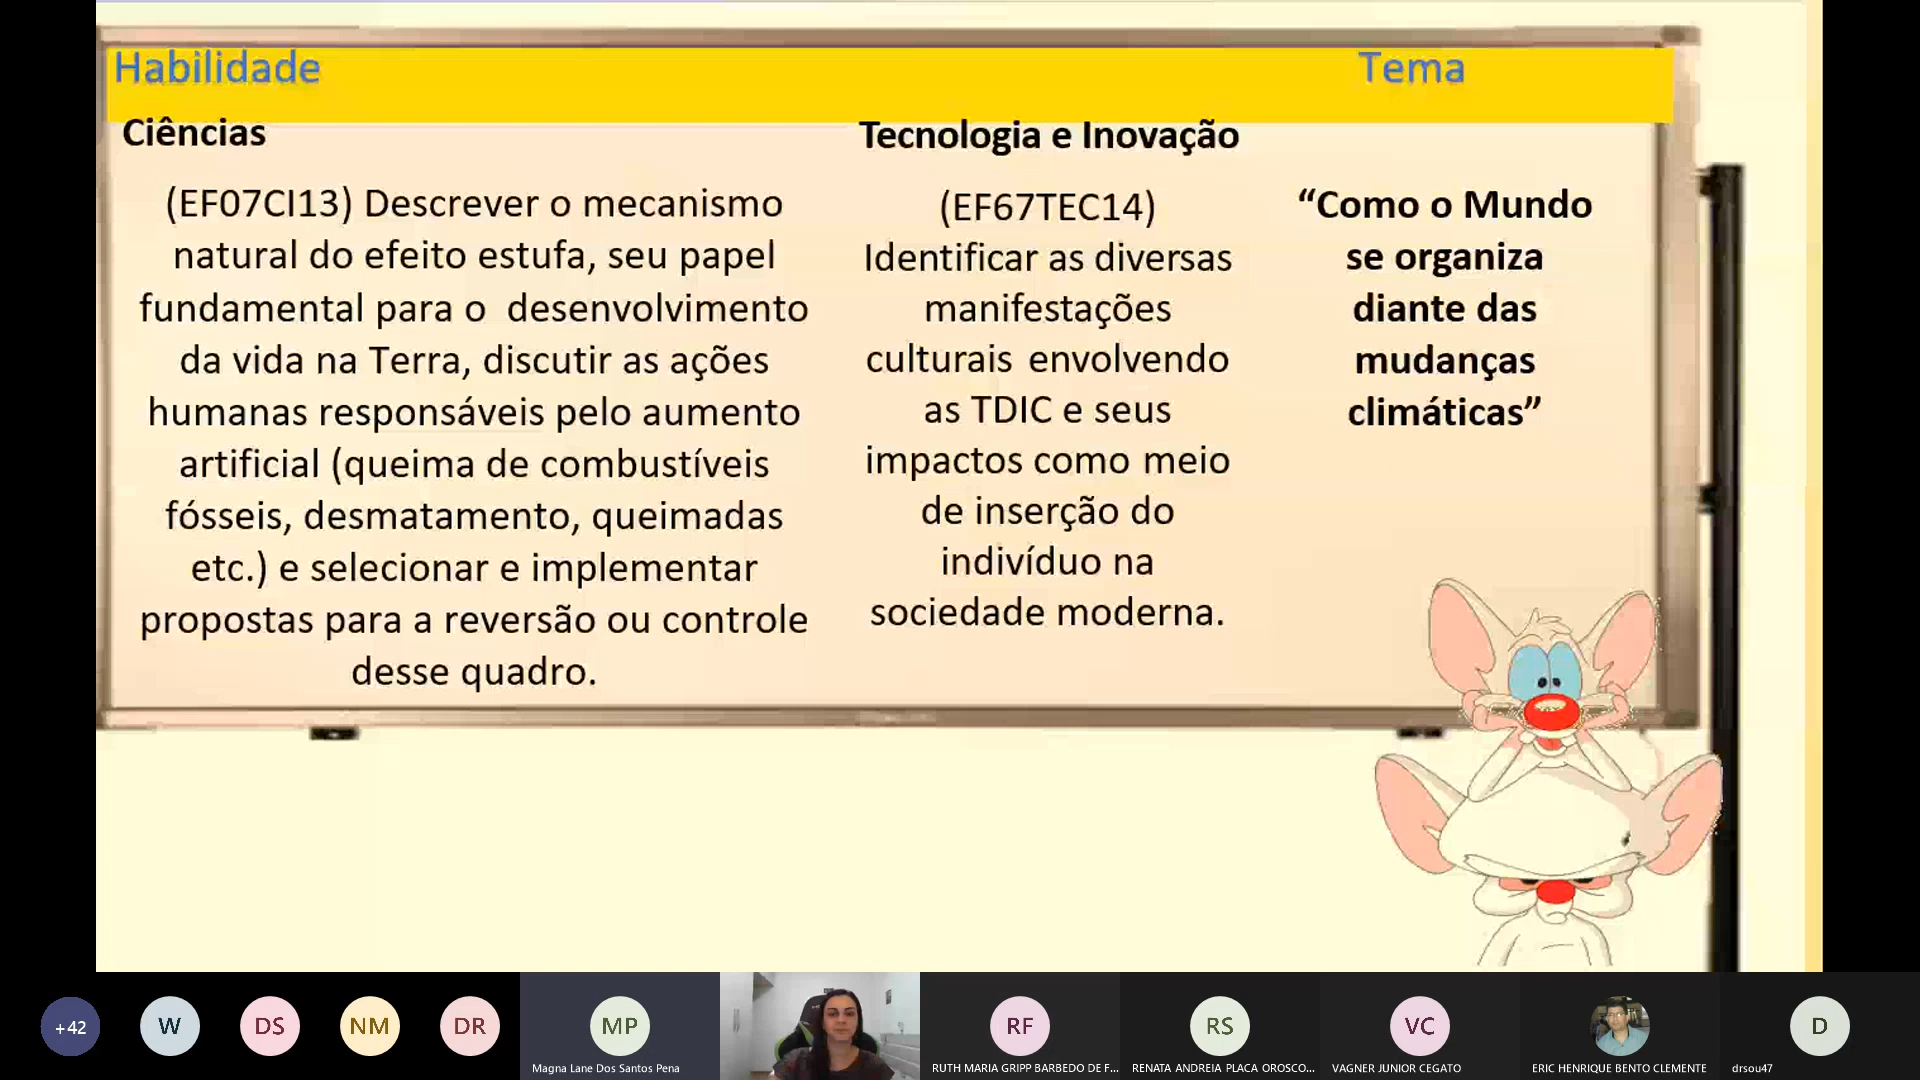 Habilidade
Tema
Ciências
(EF07CI13) Descrever o mecanismo
natural do efeito estufa, seu papel
fundamental para o desenvolvimento
da vida na Terra, discutir as ações
humanas responsáveis pelo aumento
artificial (queima de combustíveis
fósseis, desmatamento, queimadas
etc.) e selecionar e implementar
propostas para a reversão ou controle
desse quadro.
Tecnologia e Inovação
(EF67TEC14)
Identificar as diversas
manifestações
culturais envolvendo
as TDIC e seus
impactos como meio
de inserção do
indivíduo na
sociedade moderna.
“Como o Mundo
se organiza
diante das
mudanças
climáticas”
+42
W
DS
NM
DR
MP
Magna Lane Dos Santos Pena
RF
RUTH MARIA GRIPP BARBEDO DE F...
RS
RENATA ANDREIA PLACA OROSCO...
VC
VAGNER JUNIOR CEGATO
ERIC HENRIQUE BENTO CLEMENTE
D
drsou47